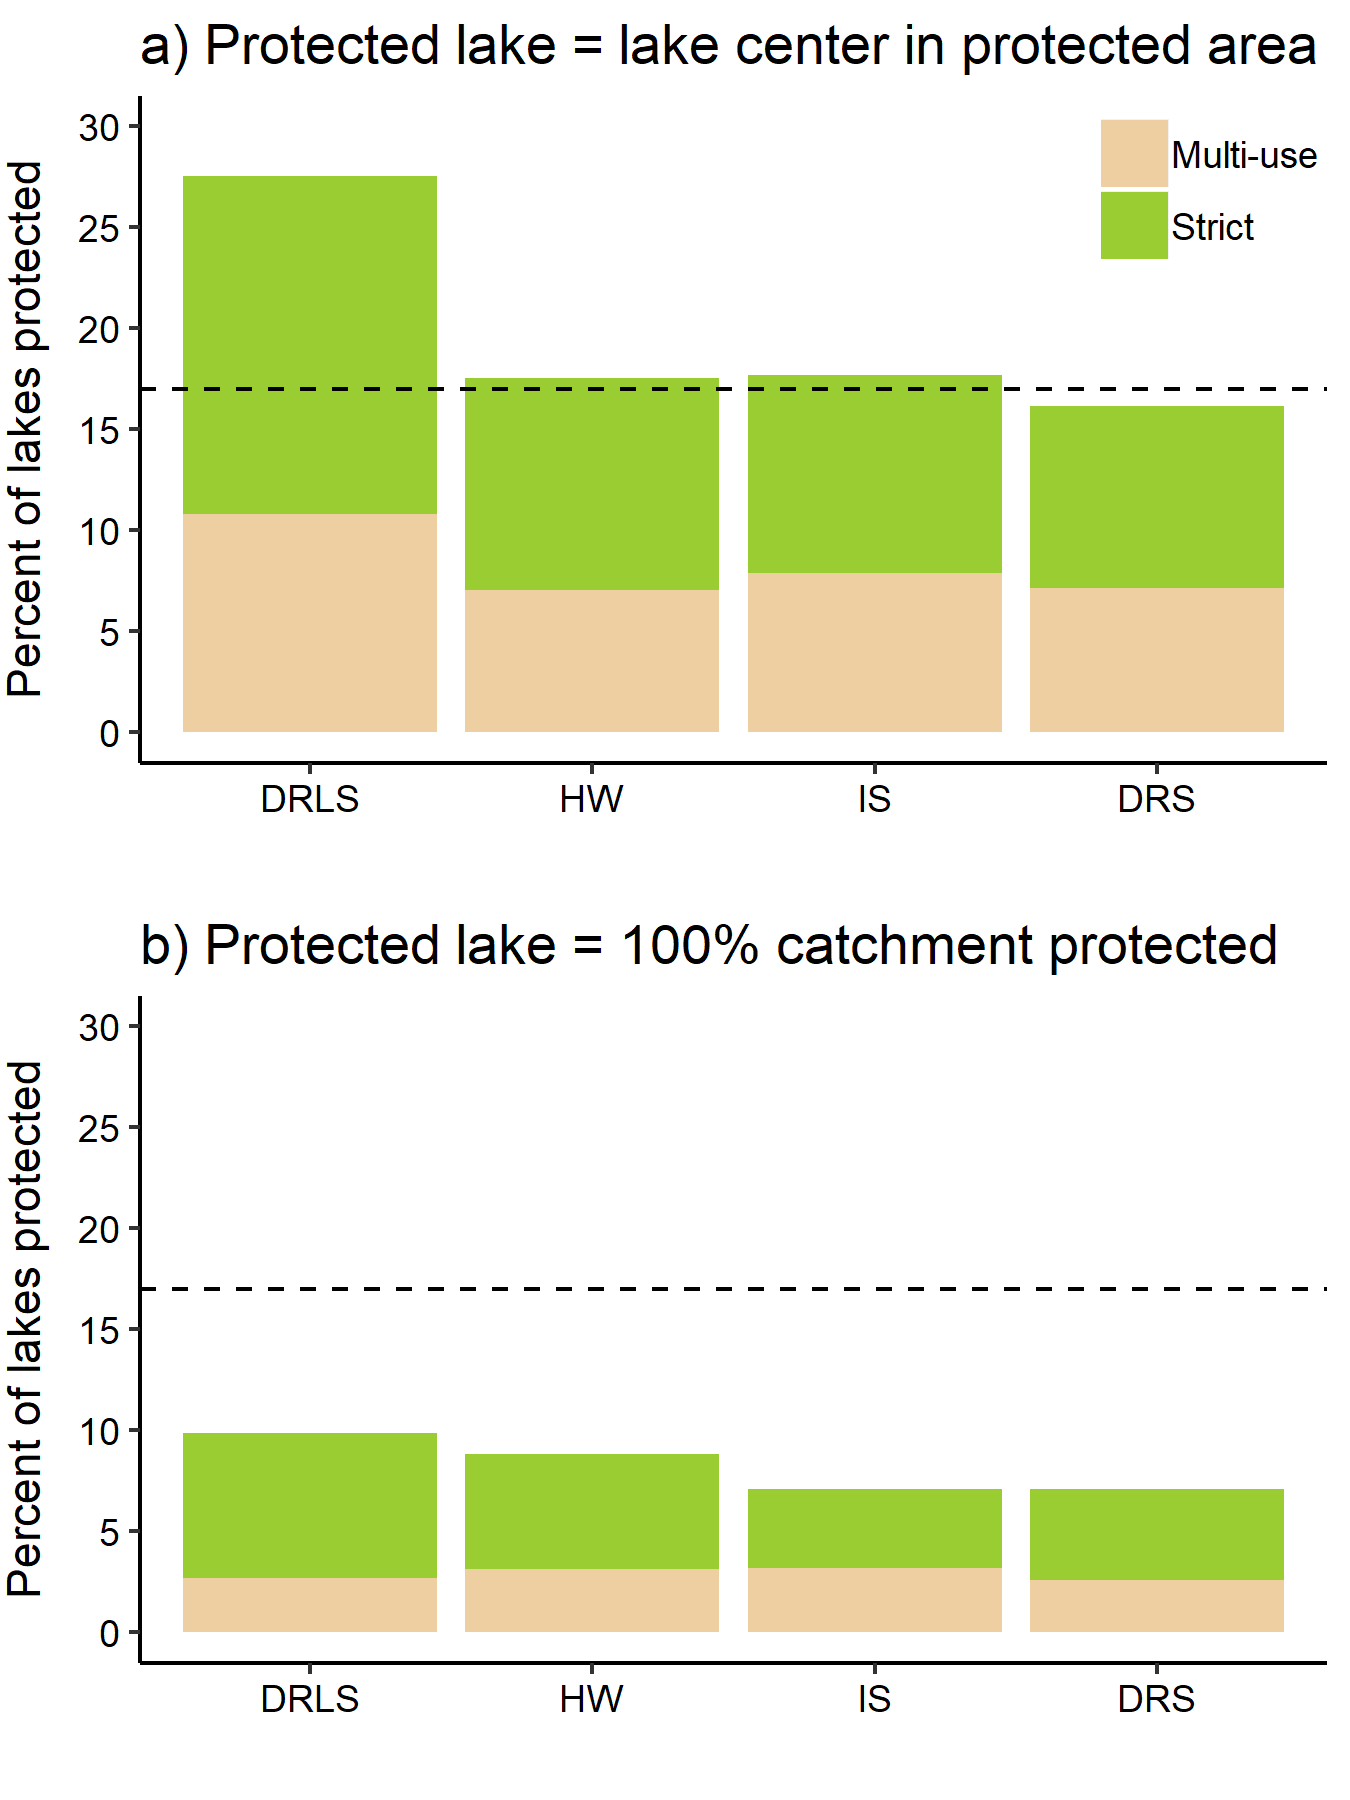 a) Protected lake = lake center in protected area
Percent of lakes protected
30
25
20
15
10
5
0
Multi-use
Strict
DRLS HW IS DRS
b) Protected lake = 100% catchment protected
Percent of lakes protected
30
25
20
15
10
5
0
DRLS HW IS DRS